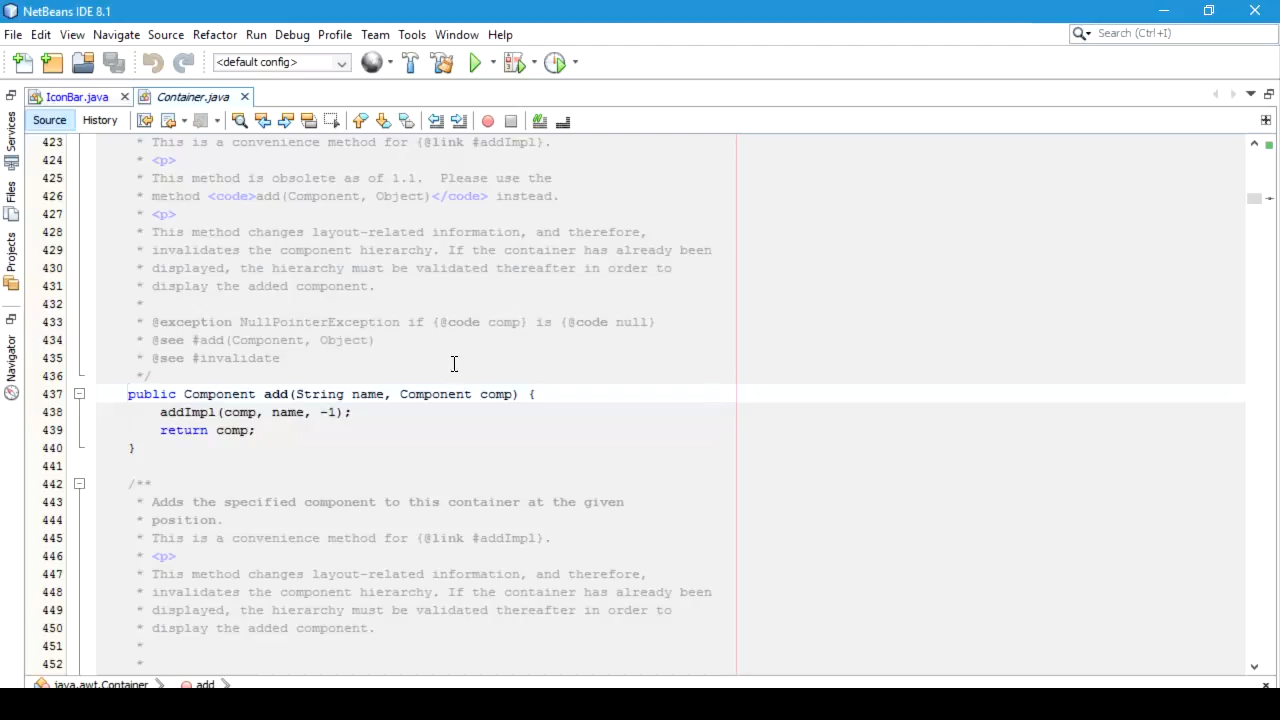 NetBeans IDE 8.1
File Edit View Navigate Source Refactor Run Debug Profile Team Tools Window Help
Search (Ctrl+I)
<default config>
IconBar.java Container.java
Source History
Services
Files
Projects
Navigator
423 * This is a convenience method for {@link #addImpl}.
424 * <p>
425 * This method is obsolete as of 1.1.  Please use the
426 * method <code>add(Component, Object)</code> instead.
427 * <p>
428 * This method changes layout-related information, and therefore,
429 * invalidates the component hierarchy. If the container has already been
430 * displayed, the hierarchy must be validated thereafter in order to
431 * display the added component.
432 *
433 * @exception NullPointerException if {@code comp} is {@code null}
434 * @see #add(Component, Object)
435 * @see #invalidate
436 */
437 public Component add(String name, Component comp) {
438 addImpl(comp, name, -1);
439 return comp;
440 }
441
442 /**
443 * Adds the specified component to this container at the given
444 * position.
445 * This is a convenience method for {@link #addImpl}.
446 * <p>
447 * This method changes layout-related information, and therefore,
448 * invalidates the component hierarchy. If the container has already been
449 * displayed, the hierarchy must be validated thereafter in order to
450 * display the added component.
451 *
452 *
java.awt.Container add